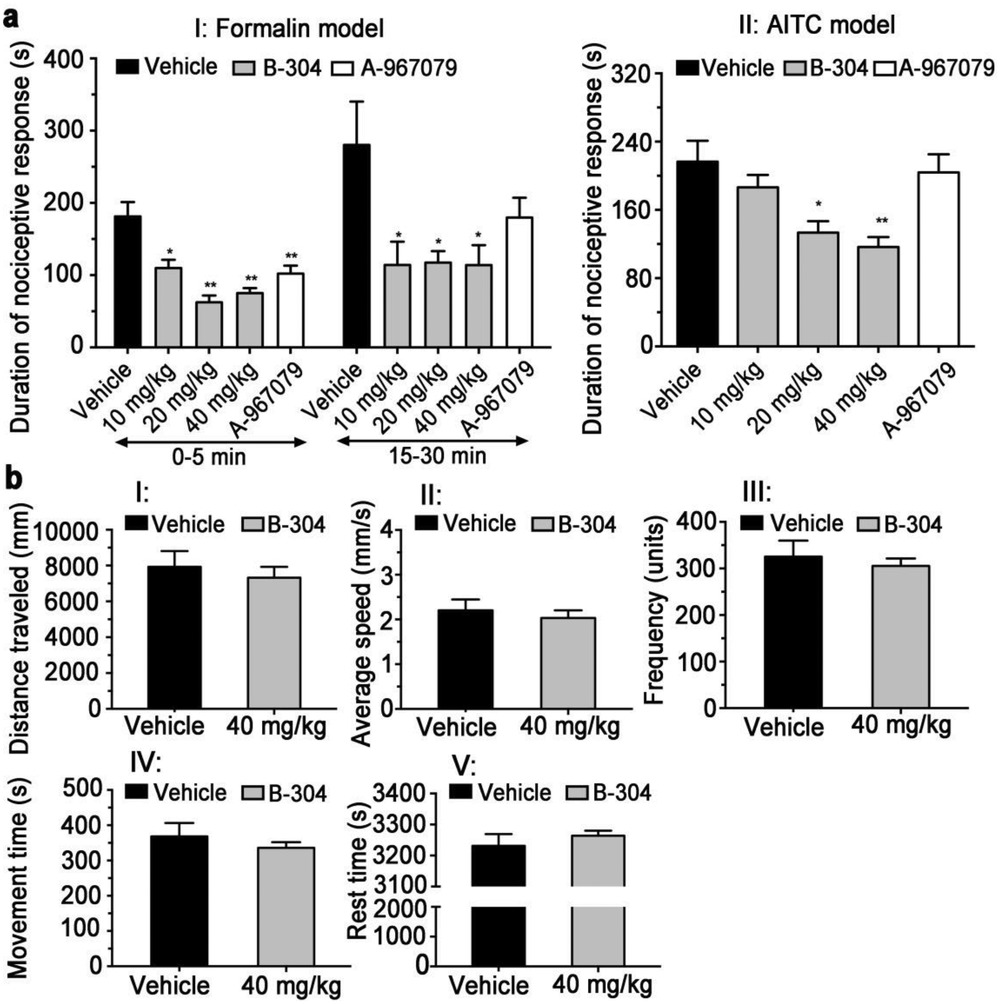 a
I: Formalin model
Duration of nociceptive response (s)
400
300
200
100
0
Vehicle B-304 A-967079
* ** ** ** * * *
Vehicle 10 mg/kg 20 mg/kg 40 mg/kg A-967079 Vehicle 10 mg/kg 20 mg/kg 40 mg/kg A-967079
0-5 min 15-30 min
II: AITC model
Duration of nociceptive response (s)
320
240
160
80
0
Vehicle B-304 A-967079
* **
Vehicle 10 mg/kg 20 mg/kg 40 mg/kg A-967079
b
I:
Distance traveled (mm)
10000
8000
6000
4000
2000
0
Vehicle B-304
Vehicle 40 mg/kg
II:
Average speed (mm/s)
4
3
2
1
0
Vehicle B-304
Vehicle 40 mg/kg
III:
Frequency (units)
400
300
200
100
0
Vehicle B-304
Vehicle 40 mg/kg
IV:
Movement time (s)
500
400
300
200
100
0
Vehicle B-304
Vehicle 40 mg/kg
V:
Rest time (s)
3400
3300
3200
3100
2000
1000
0
Vehicle B-304
Vehicle 40 mg/kg